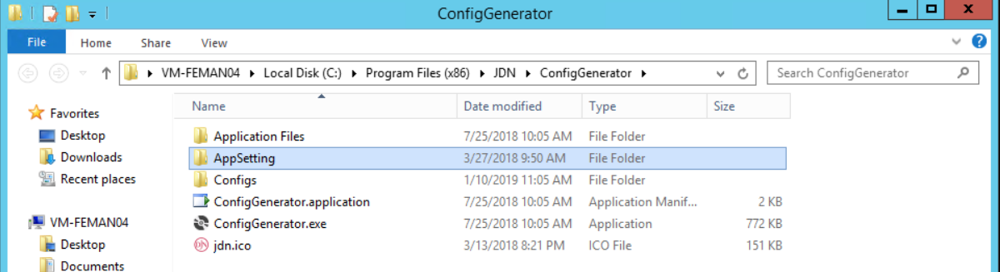 ConfigGenerator
File Home Share View
VM-FEMAN04 Local Disk (C:) Program Files (x86) JDN ConfigGenerator Search ConfigGenerator
Favorites
Desktop
Downloads
Recent places
VM-FEMAN04
Desktop
Documents
Name Date modified Type Size
Application Files 7/25/2018 10:05 AM File Folder
AppSetting 3/27/2018 9:50 AM File Folder
Configs 1/10/2019 11:05 AM File Folder
ConfigGenerator.application 7/25/2018 10:05 AM Application Manif... 2 KB
ConfigGenerator.exe 7/25/2018 10:05 AM Application 772 KB
jdn.ico 3/13/2018 8:21 PM ICO File 151 KB